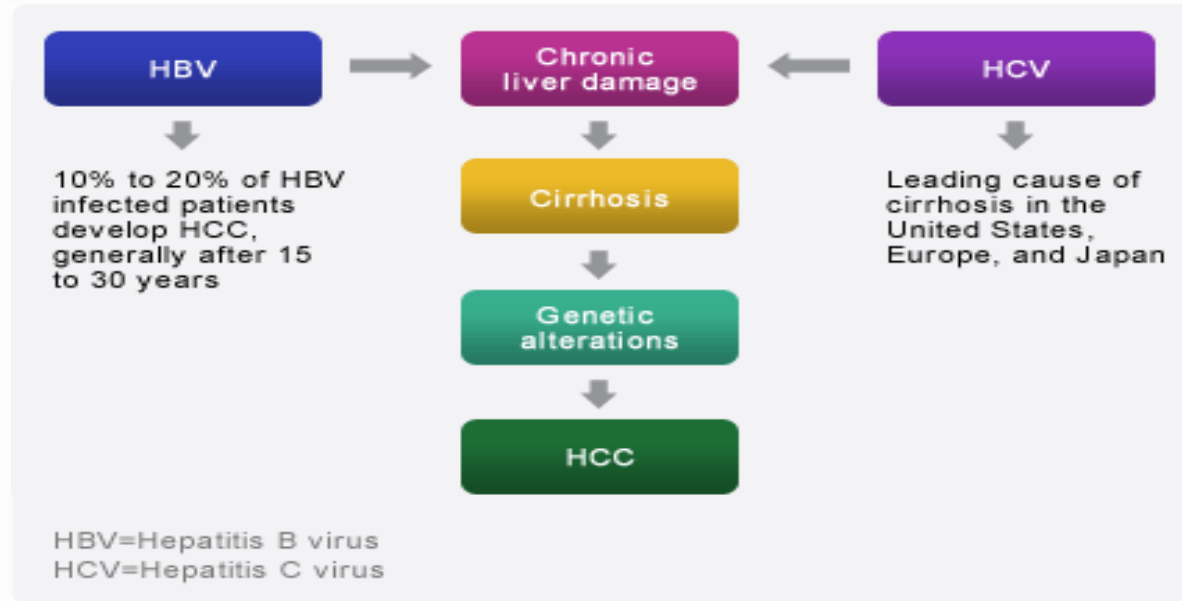 HBV
Chronic
liver damage
HCV
10% to 20% of HBV
infected patients
develop HCC,
generally after 15
to 30 years
Cirrhosis
Leading cause of
cirrhosis in the
United States,
Europe, and Japan
Genetic
alterations
HCC
HBV=Hepatitis B virus
HCV=Hepatitis C virus